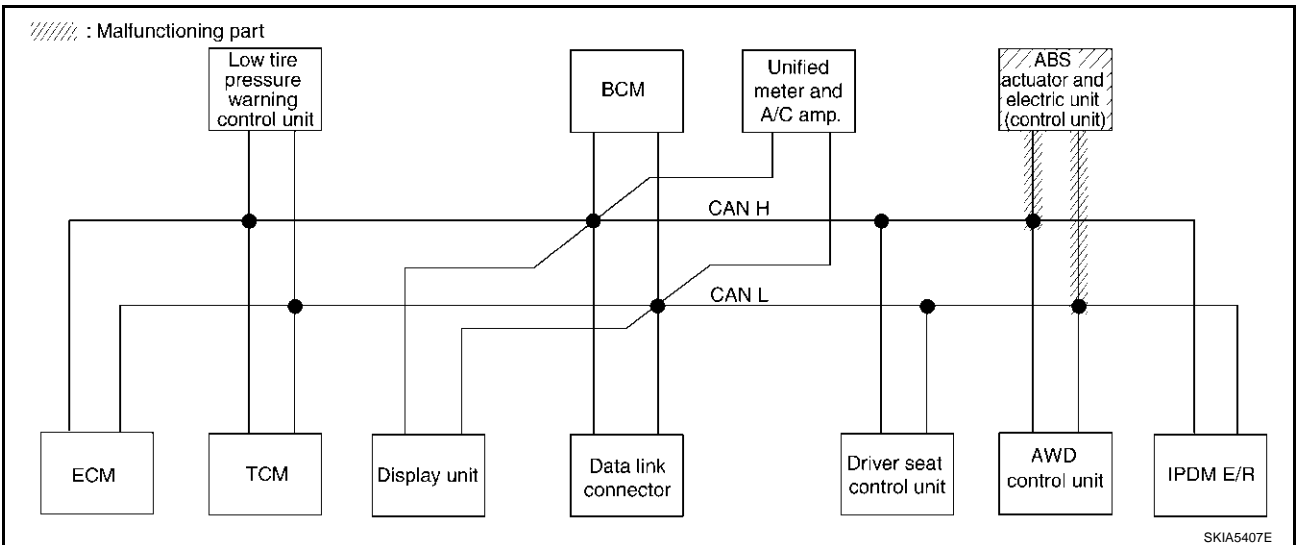 : Malfunctioning part
Low tire
pressure
warning
control unit
BCM
Unified
meter and
A/C amp.
ABS
actuator and
electric unit
(control unit)
CAN H
CAN L
ECM
TCM
Display unit
Data link
connector
Driver seat
control unit
AWD
control unit
IPDM E/R
SKIA5407E